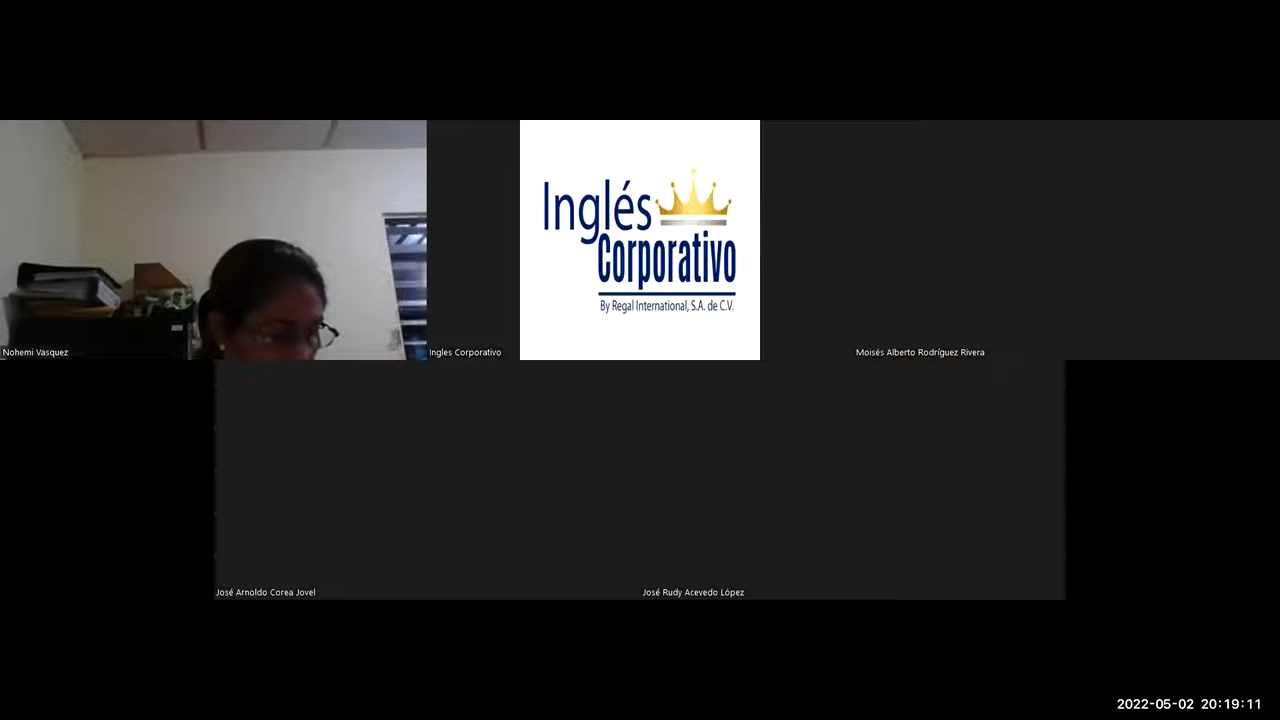 Inglés
Corporativo
By Regal International, S.A. de C.V.
Nohemi Vasquez
Ingles Corporativo
Moisés Alberto Rodríguez Rivera
José Arnoldo Corea Jovel
José Rudy Acevedo López
2022-05-02 20:19:11